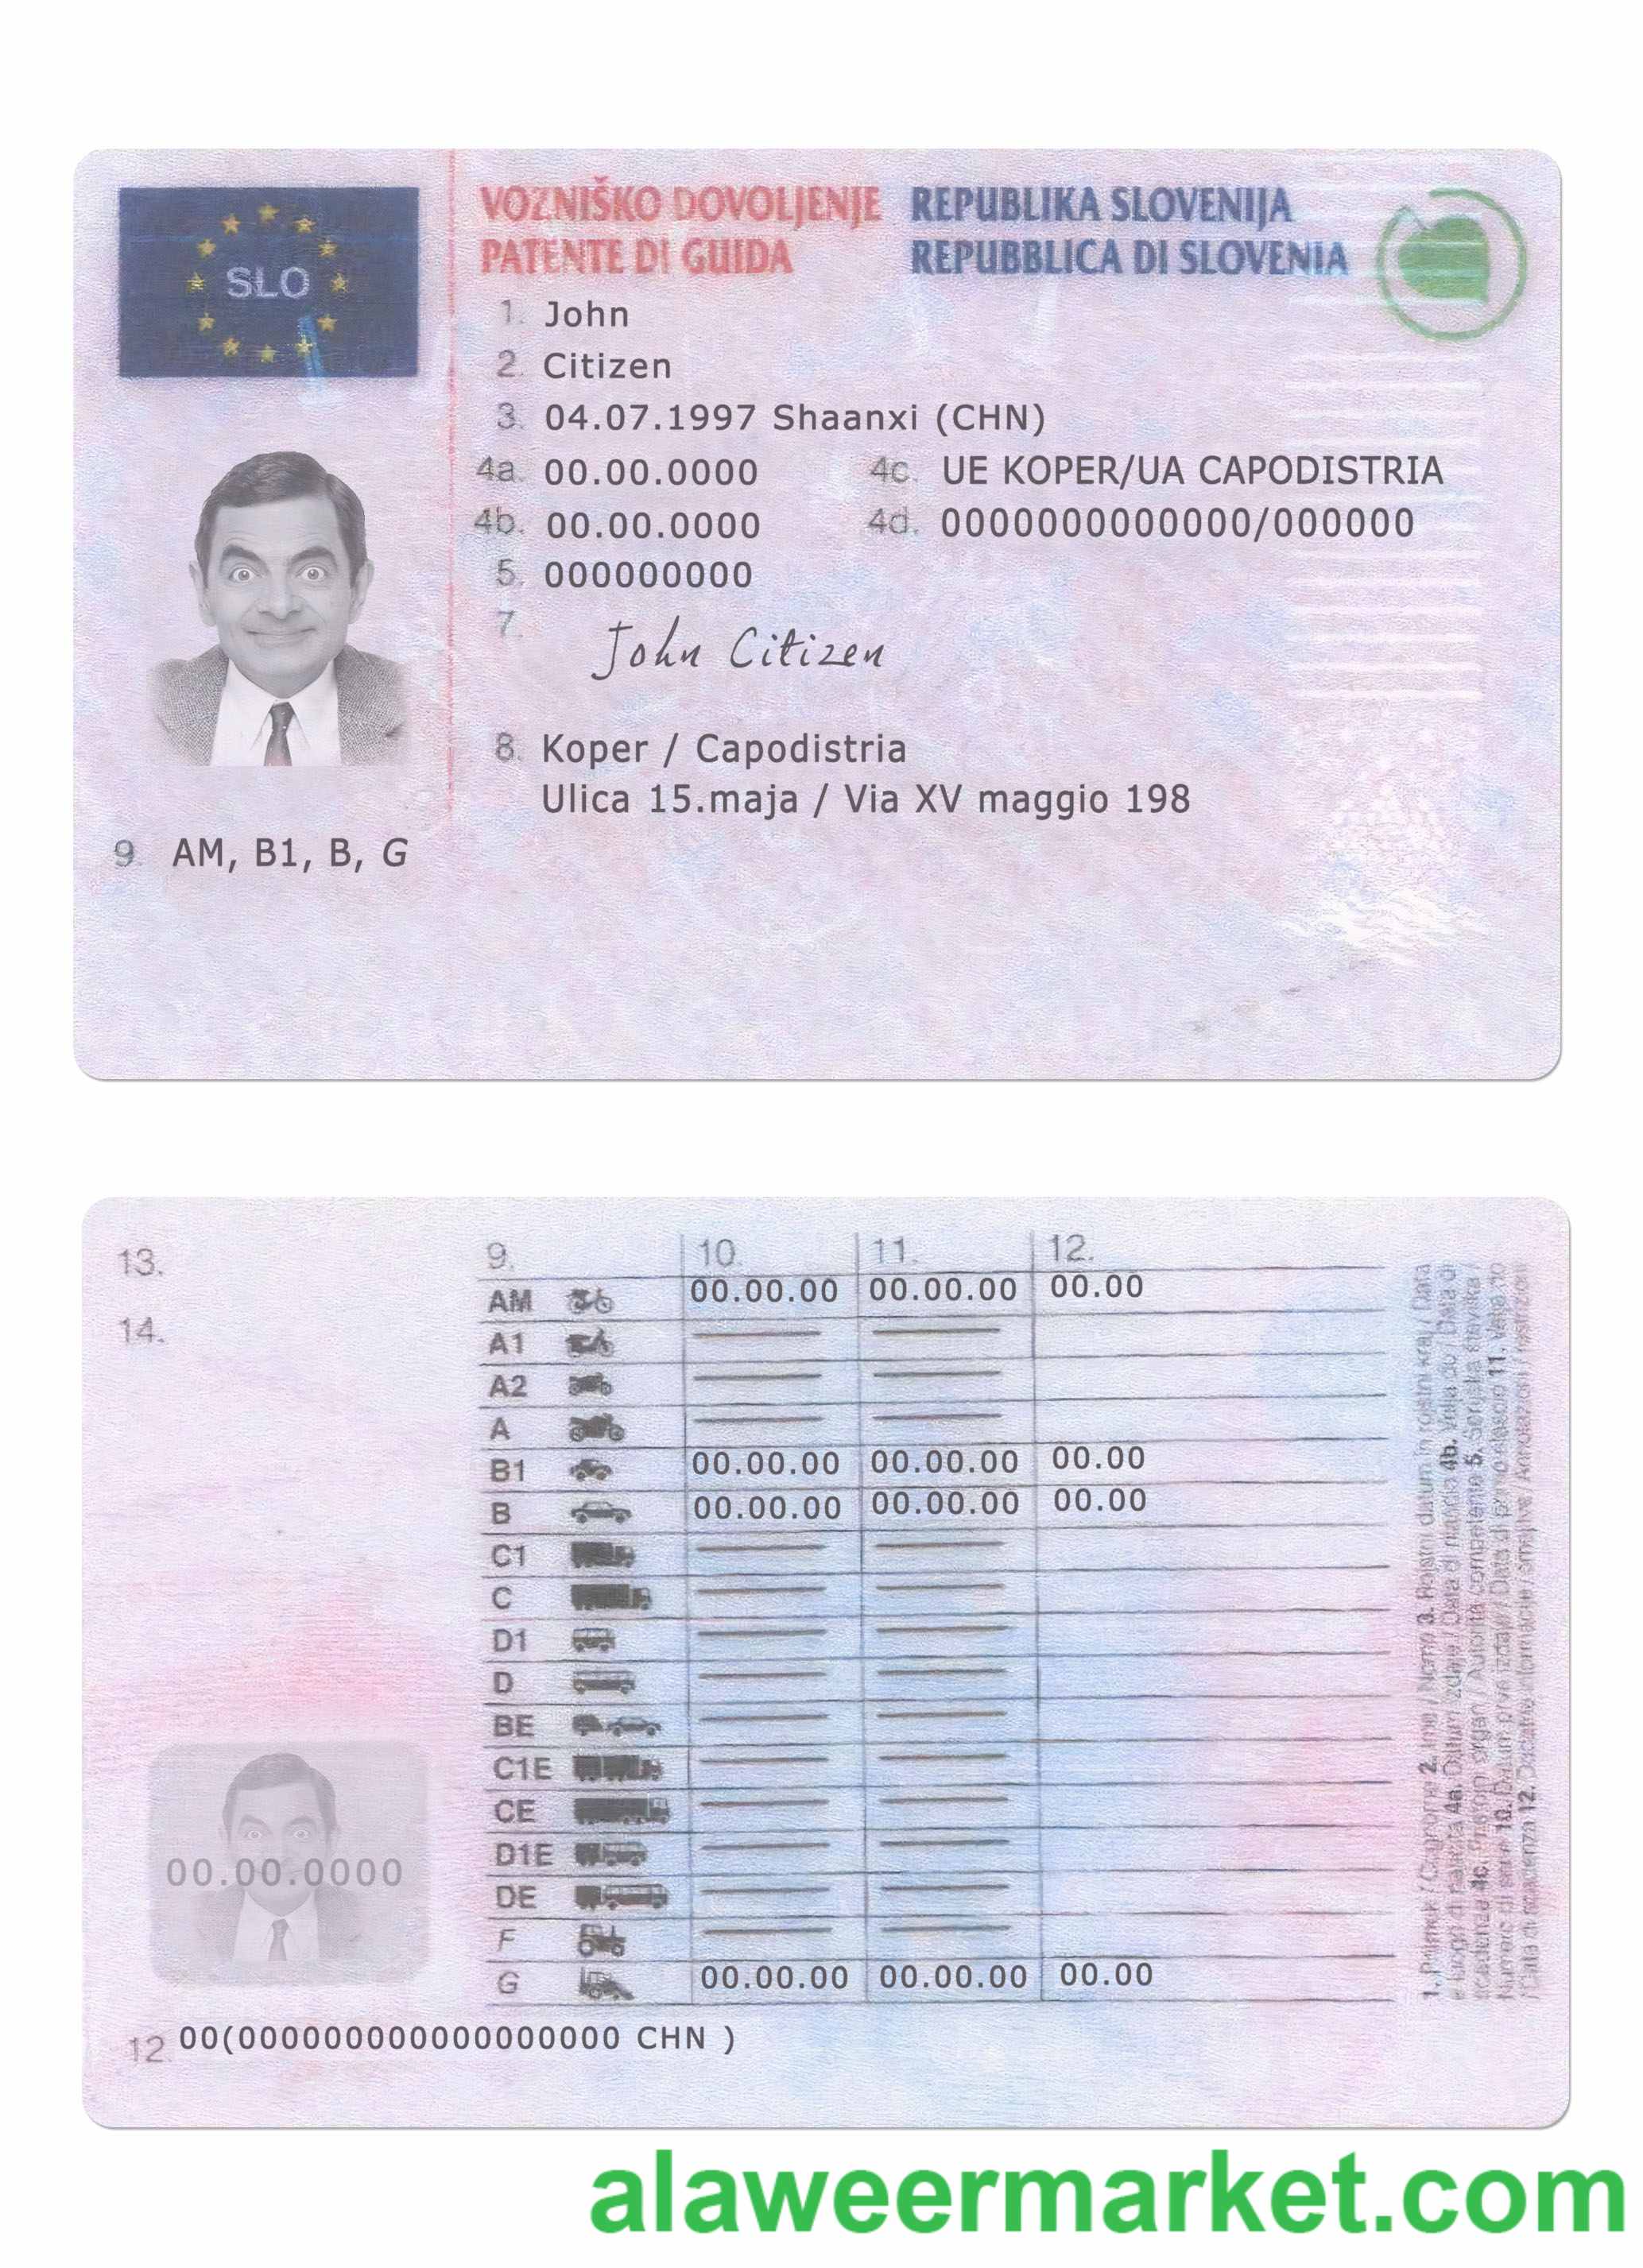 SLO
VOZNIŠKO DOVOLJENJE REPUBLIKA SLOVENIJA
PATENTE DI GUIDA REPUBBLICA DI SLOVENIA
1. John
2. Citizen
3. 04.07.1997 Shaanxi (CHN)
4a. 00.00.0000 4c. UE KOPER/UA CAPODISTRIA
4b. 00.00.0000 4d. 0000000000000/000000
5. 000000000
7. John Citizen
8. Koper / Capodistria
Ulica 15.maja / Via XV maggio 198
9. AM, B1, B, G
13.
14.
9. 10. 11. 12.
AM 00.00.00 00.00.00 00.00
A1
A2
A
B1 00.00.00 00.00.00 00.00
B 00.00.00 00.00.00 00.00
C1
C
D1
D
BE
C1E
CE
D1E
DE
F
G 00.00.00 00.00.00 00.00
00.00.0000
12. 00(000000000000000000 CHN )
1. Priimek / Cognome 2. Ime / Nome 3. Rojstni datum in rojstni kraj / Data
e luogo di nascita 4a. Datum izdaje / Data di rilascio 4b. Velja do / Data di
scadenza 4c. Pristojni organ / Autorità competente 5. Serijska številka /
Numero di serie 10. Datum prve izdaje / Data di primo rilascio 11. Velja do
/ Data di scadenza 12. / Annotazioni / restrizioni
alaweermarket.com